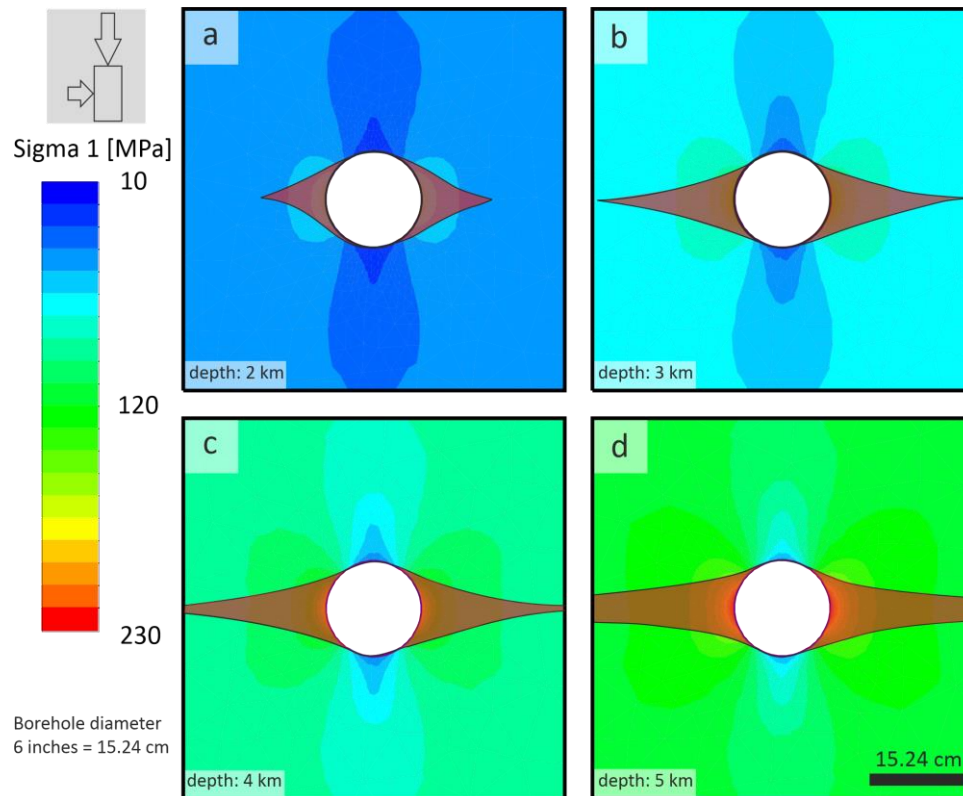 a
b
Sigma 1 [MPa]
10
120
230
depth: 2 km
depth: 3 km
c
d
Borehole diameter
6 inches = 15.24 cm
depth: 4 km
depth: 5 km
15.24 cm